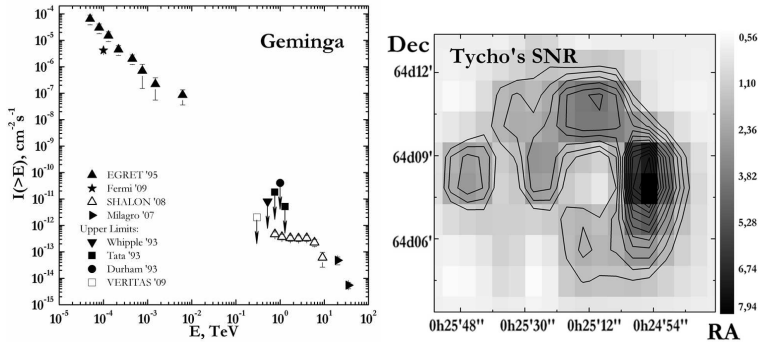 Geminga
I(>E), cm⁻²s⁻¹
10⁻⁴
10⁻⁵
10⁻⁶
10⁻⁷
10⁻⁸
10⁻⁹
10⁻¹⁰
10⁻¹¹
10⁻¹²
10⁻¹³
10⁻¹⁴
10⁻¹⁵
EGRET '95
Fermi '09
SHALON '08
Milagro '07
Upper Limits:
Whipple '93
Tata '93
Durham '93
VERITAS '09
10⁻⁵ 10⁻⁴ 10⁻³ 10⁻² 10⁻¹ 10⁰ 10¹ 10²
E, TeV
Dec
Tycho's SNR
64d12'
64d09'
64d06'
0h25'48'' 0h25'30'' 0h25'12'' 0h24'54''
RA
0,56
1,10
1,70
2,36
3,82
5,28
6,74
7,94